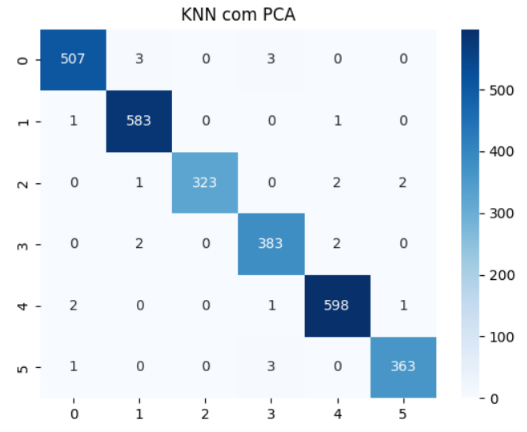 KNN com PCA
0 507 3 0 3 0 0
1 1 583 0 0 1 0
2 0 1 323 0 2 2
3 0 2 0 383 2 0
4 2 0 0 1 598 1
5 1 0 0 3 0 363
0 1 2 3 4 5
500
400
300
200
100
0